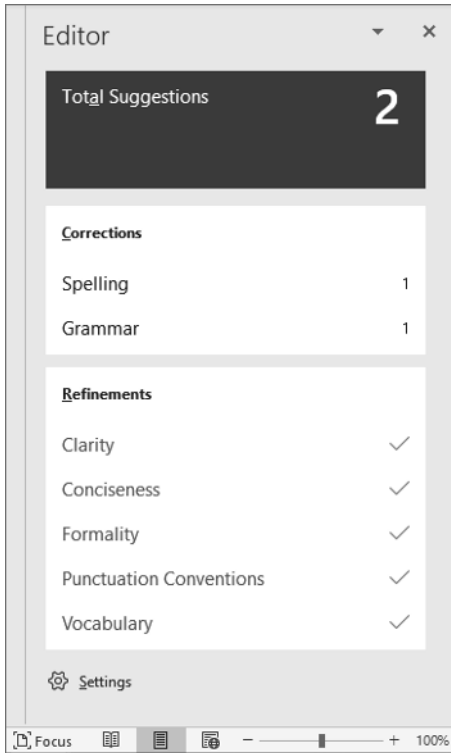 Editor
Total Suggestions 2
Corrections
Spelling 1
Grammar 1
Refinements
Clarity
Conciseness
Formality
Punctuation Conventions
Vocabulary
Settings
Focus 100%